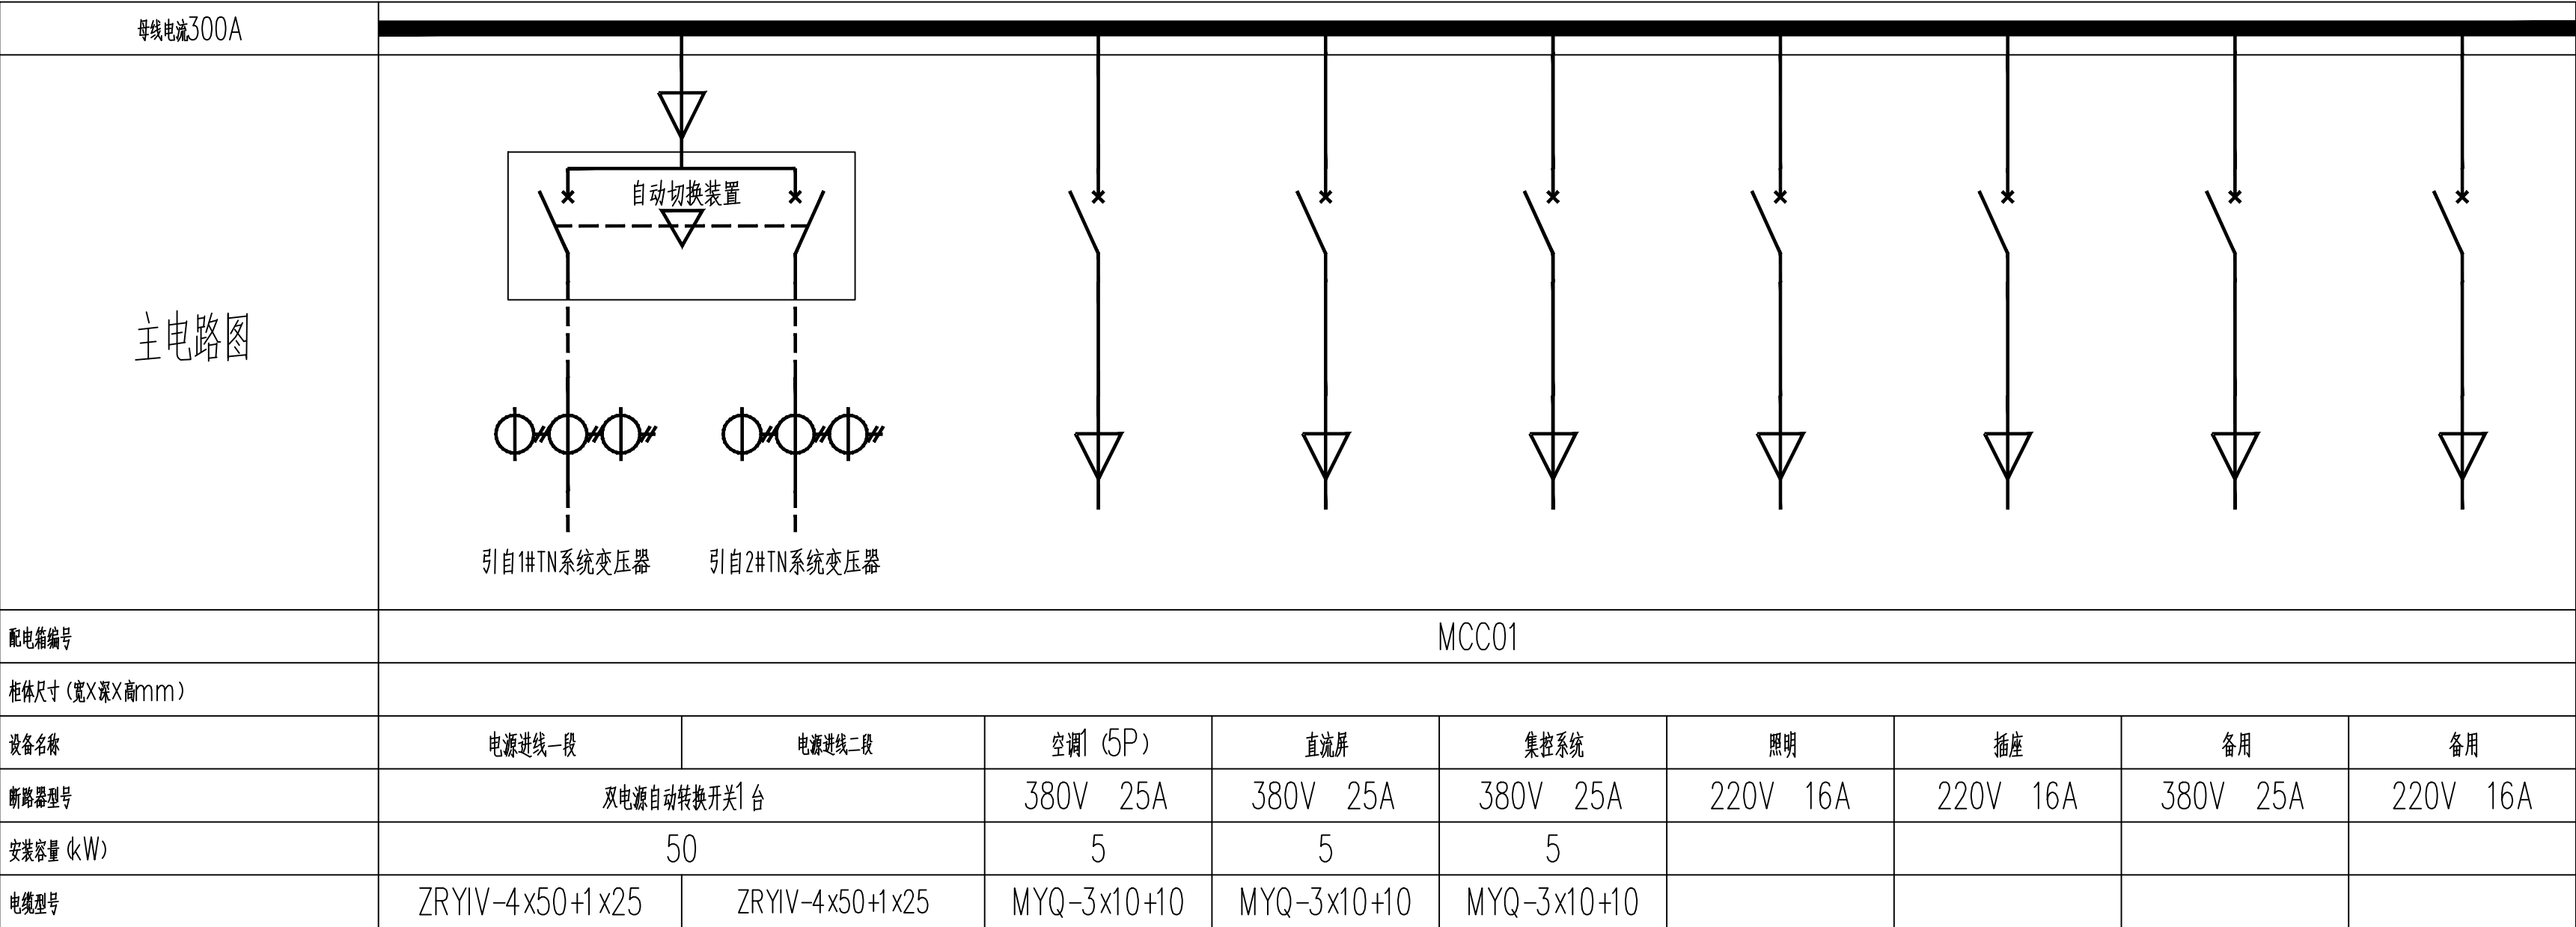 母线电流300A
自动切换装置
主电路图
引自1#TN系统变压器 引自2#TN系统变压器
配电箱编号 MCC01
柜体尺寸(宽X深X高mm)
设备名称 电源进线一段 电源进线二段 空调1(5P) 直流屏 集控系统 照明 插座 备用 备用
断路器型号 双电源自动转换开关1台 380V 25A 380V 25A 380V 25A 220V 16A 220V 16A 380V 25A 220V 16A
安装容量(kW) 50 5 5 5
电缆型号 ZRYIV-4x50+1x25 ZRYIV-4x50+1x25 MYQ-3x10+10 MYQ-3x10+10 MYQ-3x10+10